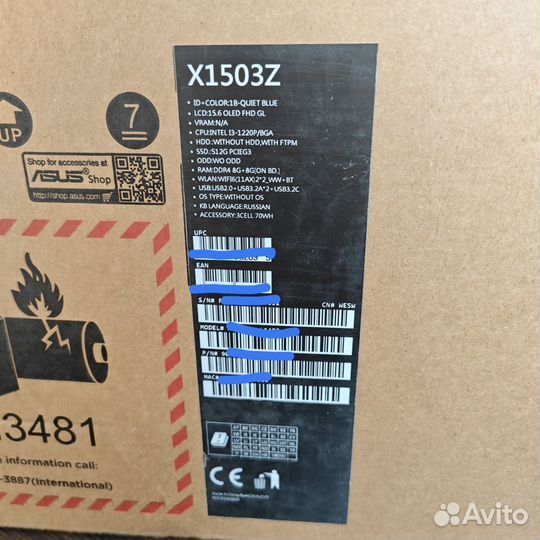 X1503Z
• ID+COLOR:1B-QUIET BLUE
• LCD:15.6 OLED FHD GL
• VRAM:N/A
• CPU:INTEL I3-1220P/BGA
• HDD:WITHOUT HDD,WITH FTPM
• SSD.:512G PCIEG3
• ODD:WO ODD
• RAM:DDR4 8G+8G[ON BD.]
• WLAN:WIFI6(11AX)2*2_WW+BT
• USB:USB2.0+USB3.2A*2+USB3.2C
• OS TYPE:WITHOUT OS
• KB LANGUAGE:RUSSIAN
• ACCESSORY:3CELL 70WH
UPC
EAN
S/N# CN# WE5W
MODEL#
P/N# 90
MAC#
UP
7
Shop for accessories at
ASUS Shop
http://shop.asus.com
3481
information call:
-3887(International)
CE
Avito